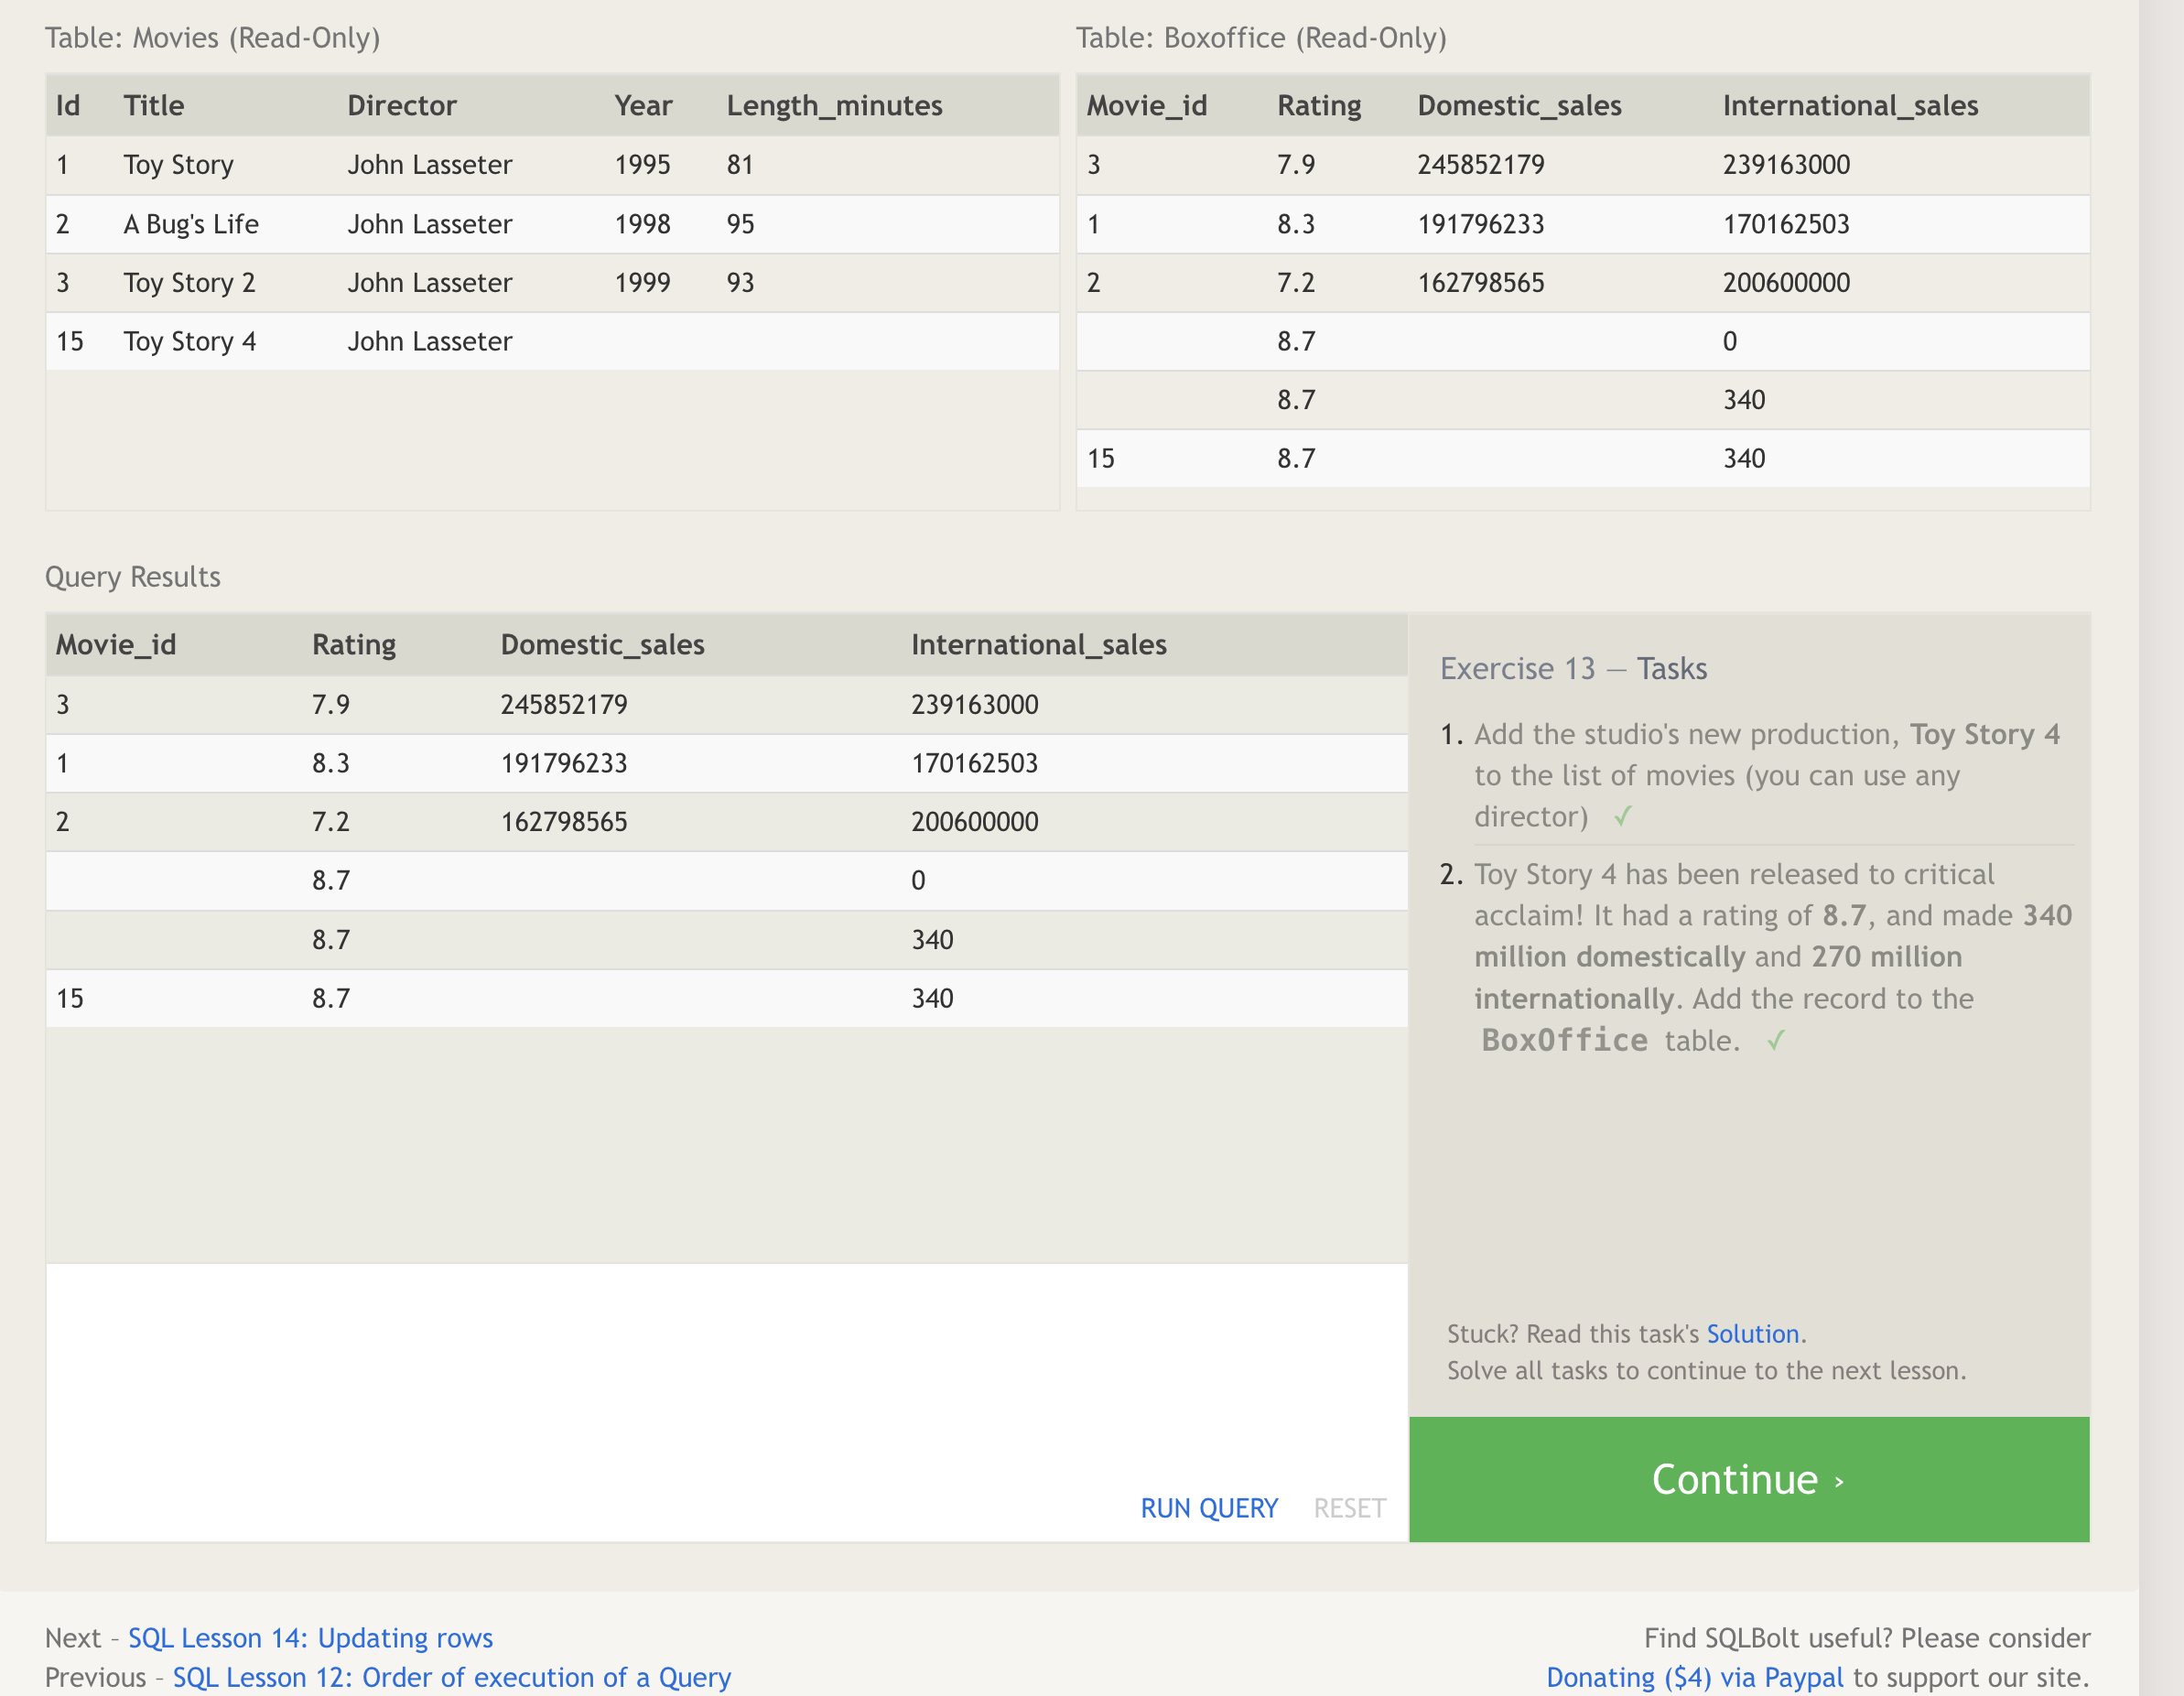 Table: Movies (Read-Only)
Id Title Director Year Length_minutes
1 Toy Story John Lasseter 1995 81
2 A Bug's Life John Lasseter 1998 95
3 Toy Story 2 John Lasseter 1999 93
15 Toy Story 4 John Lasseter
Table: Boxoffice (Read-Only)
Movie_id Rating Domestic_sales International_sales
3 7.9 245852179 239163000
1 8.3 191796233 170162503
2 7.2 162798565 200600000
8.7 0
8.7 340
15 8.7 340
Query Results
Movie_id Rating Domestic_sales International_sales
3 7.9 245852179 239163000
1 8.3 191796233 170162503
2 7.2 162798565 200600000
8.7 0
8.7 340
15 8.7 340
RUN QUERY RESET
Exercise 13 — Tasks
1. Add the studio's new production, Toy Story 4
to the list of movies (you can use any
director) ✓
2. Toy Story 4 has been released to critical
acclaim! It had a rating of 8.7, and made 340
million domestically and 270 million
internationally. Add the record to the
BoxOffice table. ✓
Stuck? Read this task's Solution.
Solve all tasks to continue to the next lesson.
Continue ›
Next – SQL Lesson 14: Updating rows
Previous – SQL Lesson 12: Order of execution of a Query
Find SQLBolt useful? Please consider
Donating ($4) via Paypal to support our site.